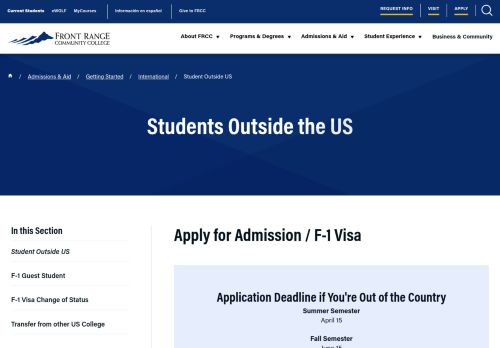 Current Students eWOLF MyCourses Información en español Give to FRCC REQUEST INFO VISIT APPLY
FRONT RANGE
COMMUNITY COLLEGE
About FRCC Programs & Degrees Admissions & Aid Student Experience Business & Community
/ Admissions & Aid / Getting Started / International / Student Outside US
Students Outside the US
In this Section
Student Outside US
F-1 Guest Student
F-1 Visa Change of Status
Transfer from other US College
Apply for Admission / F-1 Visa
Application Deadline if You're Out of the Country
Summer Semester
April 15
Fall Semester
June 15